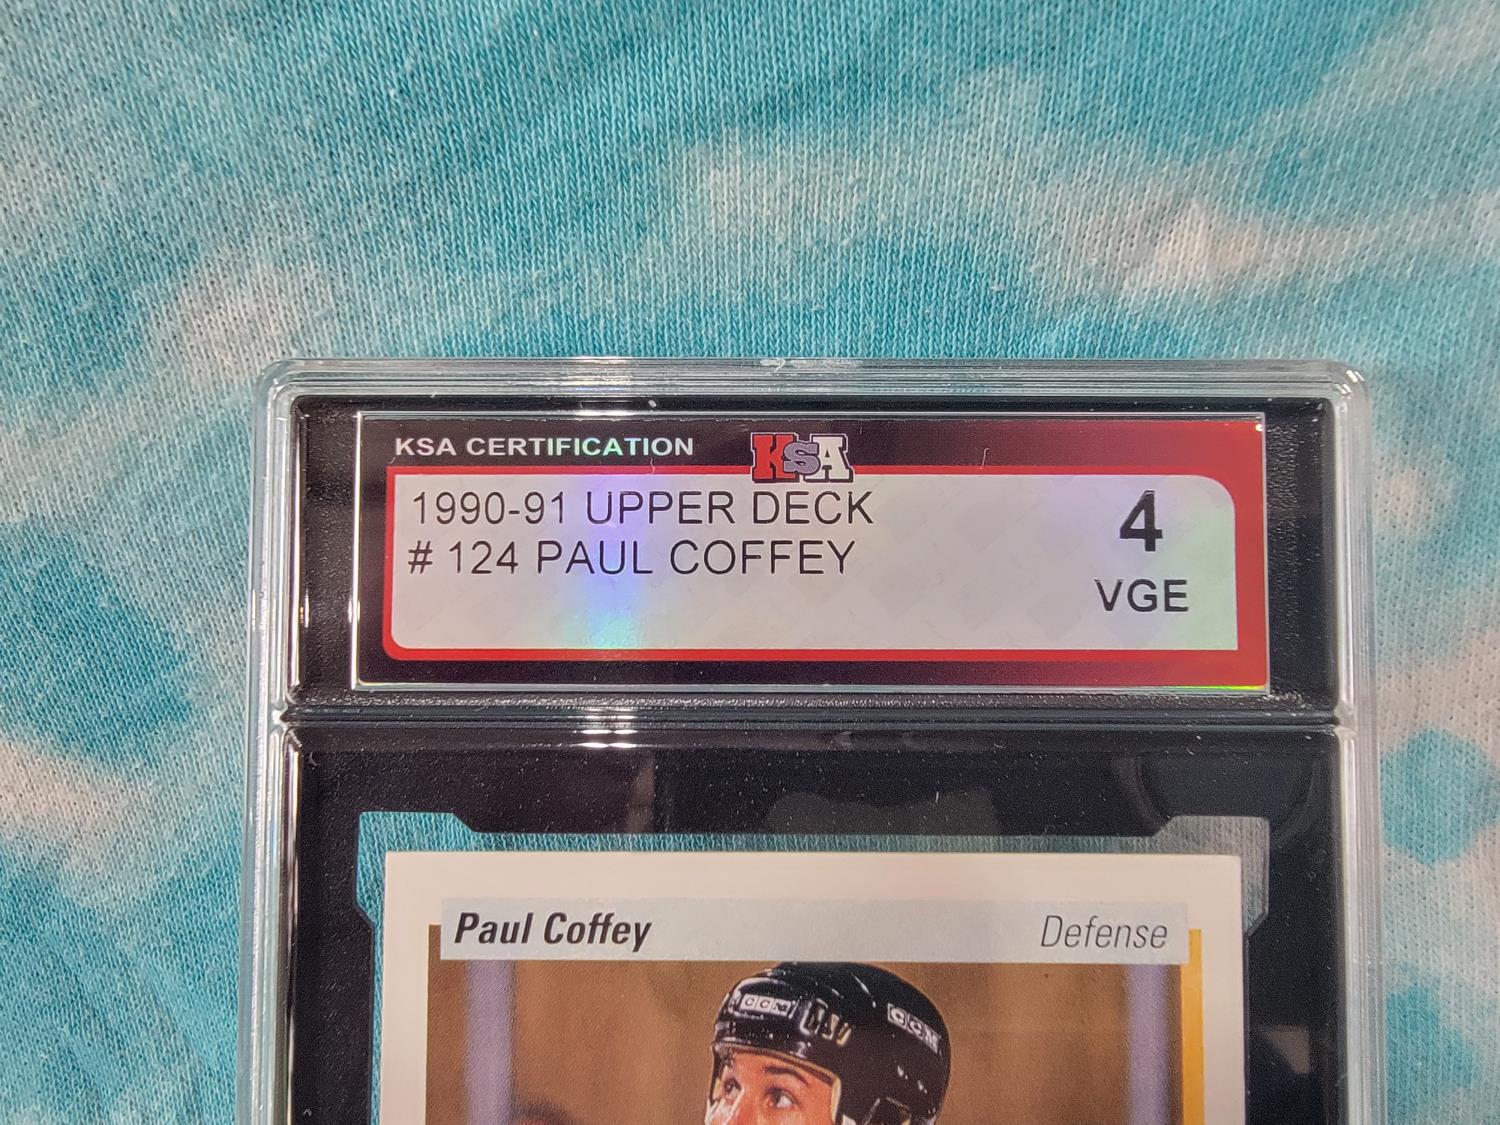 KSA CERTIFICATION KSA
1990-91 UPPER DECK
# 124 PAUL COFFEY
4
VGE
Paul Coffey
Defense
CCM
CCM